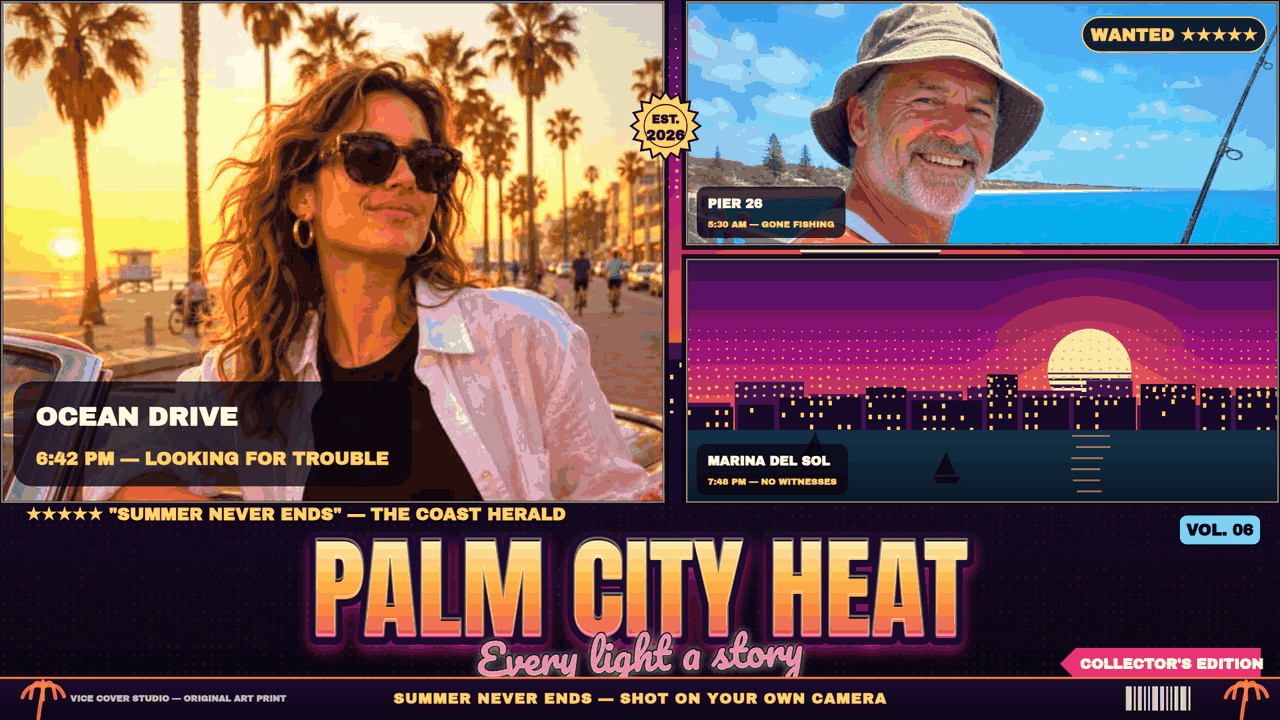 WANTED ★★★★★
EST.
2026
PIER 26
5:30 AM — GONE FISHING
OCEAN DRIVE
6:42 PM — LOOKING FOR TROUBLE
MARINA DEL SOL
7:48 PM — NO WITNESSES
★★★★★ "SUMMER NEVER ENDS" — THE COAST HERALD
VOL. 06
PALM CITY HEAT
Every light a story
COLLECTOR'S EDITION
VICE COVER STUDIO — ORIGINAL ART PRINT
SUMMER NEVER ENDS — SHOT ON YOUR OWN CAMERA